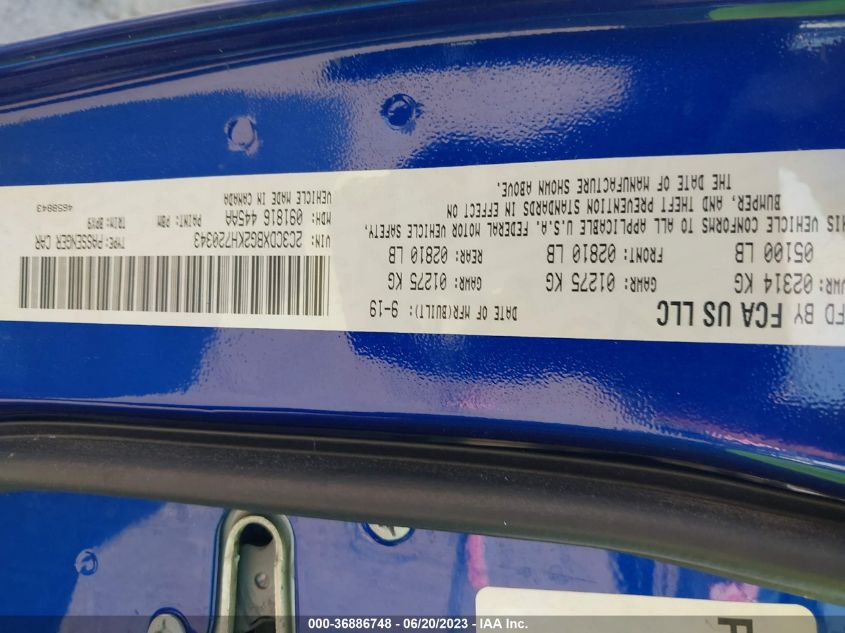 FD BY FCA US LLC
DATE OF MFR(BUILT): 9-19
WR: 02314 KG
GAWR: 01275 KG
GAWR: 01275 KG
05100 LB
FRONT: 02810 LB
REAR: 02810 LB
HIS VEHICLE CONFORMS TO ALL APPLICABLE U.S.A. FEDERAL MOTOR VEHICLE SAFETY,
BUMPER, AND THEFT PREVENTION STANDARDS IN EFFECT ON
THE DATE OF MANUFACTURE SHOWN ABOVE.
VIN: TYPE: PASSENGER CAR
2C3CDXBG2KH720343
MDH: 091816 445AA
PAINT: PBM TRIM: BPX9
VEHICLE MADE IN CANADA
4658843
F
000-36886748 - 06/20/2023 - IAA Inc.